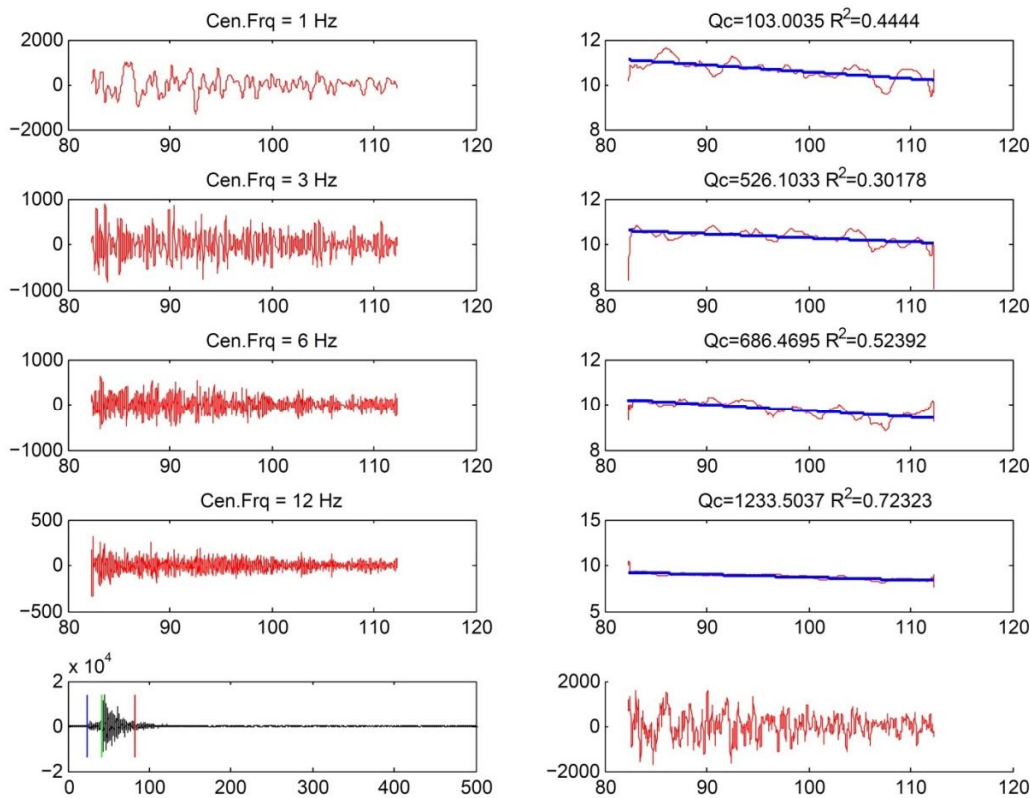 Cen.Frq = 1 Hz
2000
0
−2000
80 90 100 110 120
Qc=103.0035 R²=0.4444
12
10
8
80 90 100 110 120
Cen.Frq = 3 Hz
1000
0
−1000
80 90 100 110 120
Qc=526.1033 R²=0.30178
12
10
8
80 90 100 110 120
Cen.Frq = 6 Hz
1000
0
−1000
80 90 100 110 120
Qc=686.4695 R²=0.52392
12
10
8
80 90 100 110 120
Cen.Frq = 12 Hz
500
0
−500
80 90 100 110 120
Qc=1233.5037 R²=0.72323
15
10
5
80 90 100 110 120
x 10⁴
2
0
−2
0 100 200 300 400 500
2000
0
−2000
80 90 100 110 120